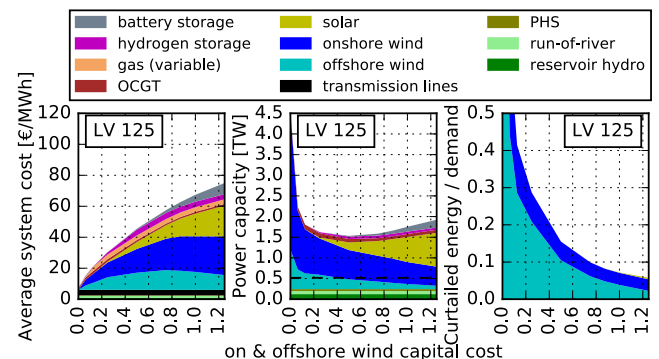 battery storage solar PHS
hydrogen storage onshore wind run-of-river
gas (variable) offshore wind reservoir hydro
OCGT transmission lines
Average system cost [€/MWh]
120
100
80
60
40
20
0
LV 125
0.0 0.2 0.4 0.6 0.8 1.0 1.2
Power capacity [TW]
4.5
4.0
3.5
3.0
2.5
2.0
1.5
1.0
0.5
0.0
LV 125
0.0 0.2 0.4 0.6 0.8 1.0 1.2
Curtailed energy / demand
0.5
0.4
0.3
0.2
0.1
0.0
LV 125
0.0 0.2 0.4 0.6 0.8 1.0 1.2
on & offshore wind capital cost